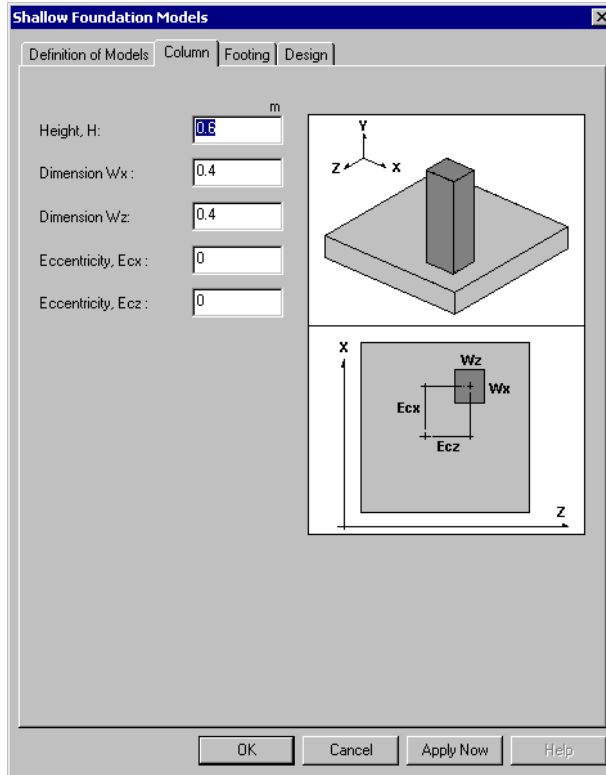 Shallow Foundation Models
Definition of Models Column Footing Design
m
Height, H: 0.6
Dimension Wx : 0.4
Dimension Wz: 0.4
Eccentricity, Ecx : 0
Eccentricity, Ecz : 0
Y
Z X
X
Wz
Wx
Ecx
Ecz
Z
OK Cancel Apply Now Help